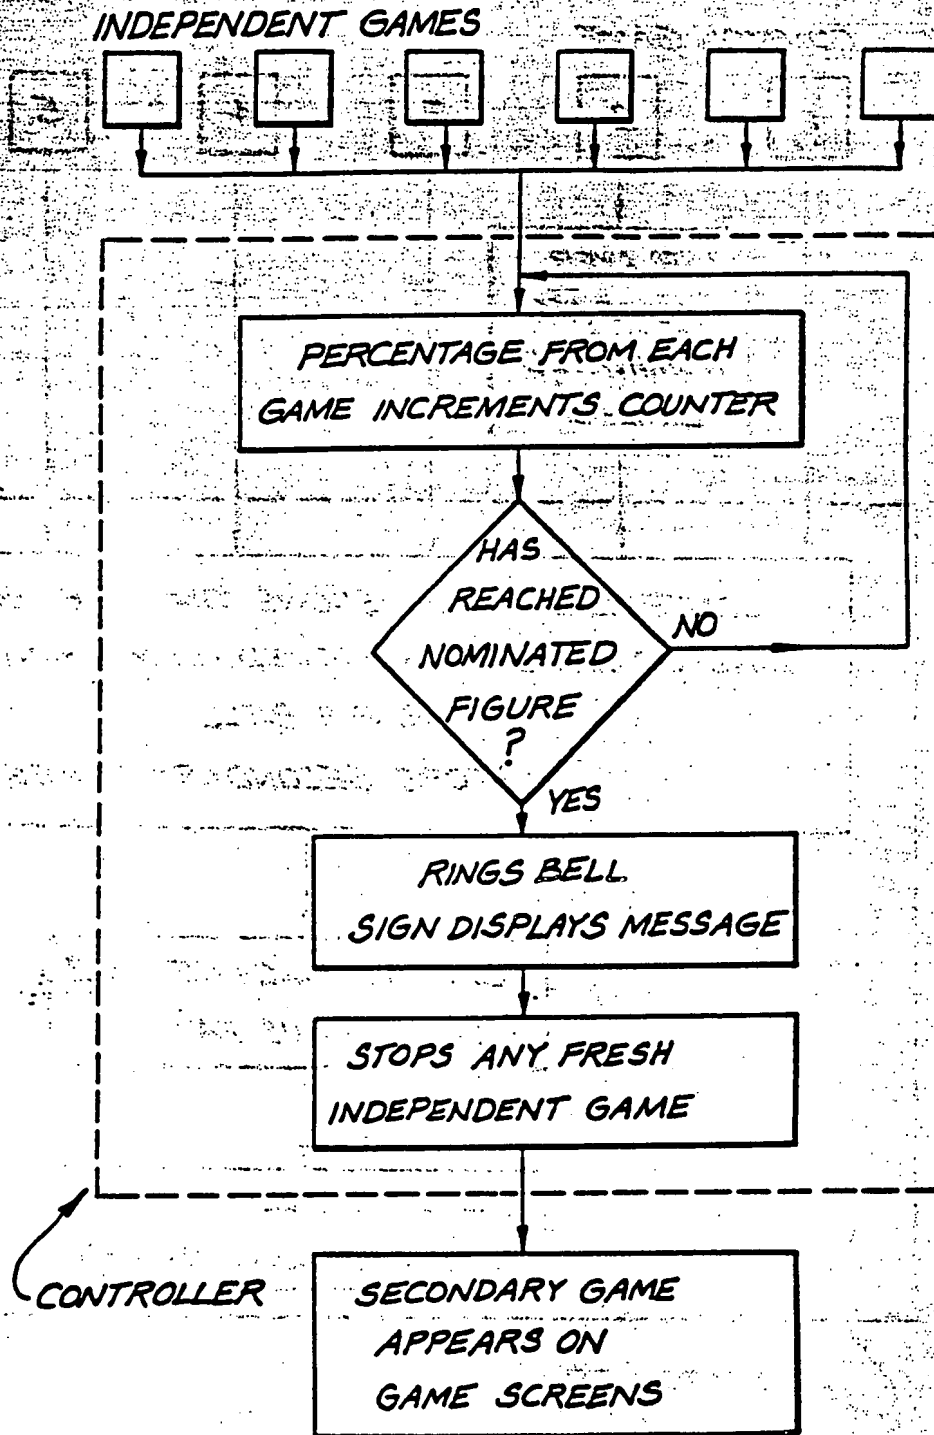 INDEPENDENT GAMES
PERCENTAGE FROM EACH
GAME INCREMENTS COUNTER
HAS
REACHED
NOMINATED
FIGURE
?
NO
YES
RINGS BELL
SIGN DISPLAYS MESSAGE
STOPS ANY FRESH
INDEPENDENT GAME
CONTROLLER
SECONDARY GAME
APPEARS ON
GAME SCREENS